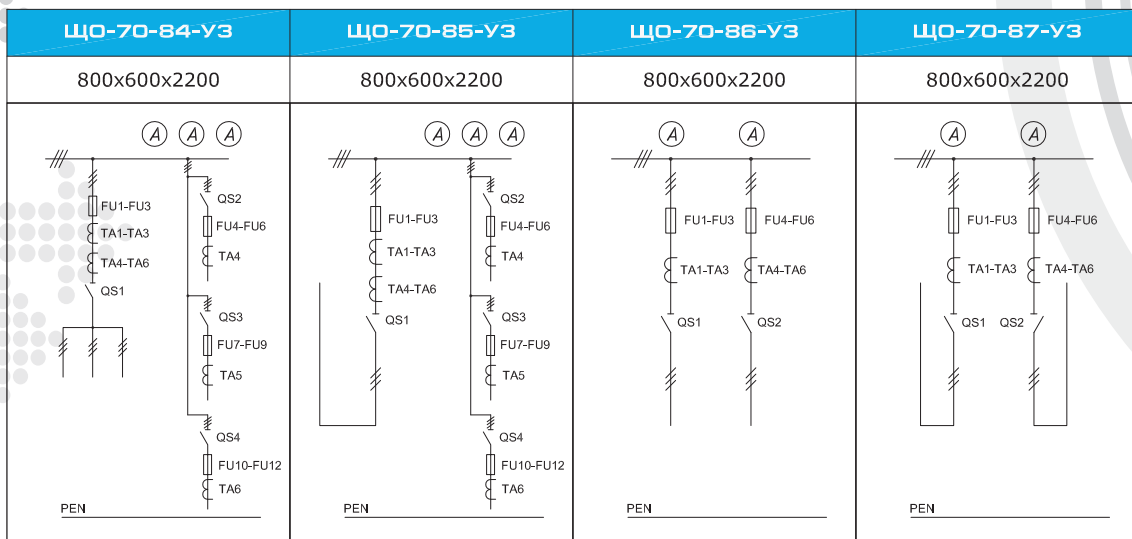 ЩО-70-84-У3
ЩО-70-85-У3
ЩО-70-86-У3
ЩО-70-87-У3
800х600х2200
800х600х2200
800х600х2200
800х600х2200
A A A
FU1-FU3
TA1-TA3
TA4-TA6
QS1
QS2
FU4-FU6
TA4
QS3
FU7-FU9
TA5
QS4
FU10-FU12
TA6
PEN
A A A
FU1-FU3
TA1-TA3
TA4-TA6
QS1
QS2
FU4-FU6
TA4
QS3
FU7-FU9
TA5
QS4
FU10-FU12
TA6
PEN
A A
FU1-FU3 FU4-FU6
TA1-TA3 TA4-TA6
QS1 QS2
PEN
A A
FU1-FU3 FU4-FU6
TA1-TA3 TA4-TA6
QS1 QS2
PEN